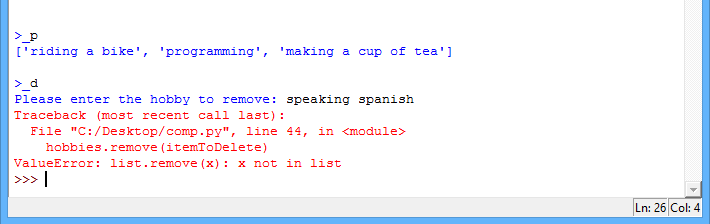 >_p
['riding a bike', 'programming', 'making a cup of tea']
>_d
Please enter the hobby to remove: speaking spanish
Traceback (most recent call last):
  File "C:/Desktop/comp.py", line 44, in <module>
    hobbies.remove(itemToDelete)
ValueError: list.remove(x): x not in list
>>>
Ln: 26 Col: 4